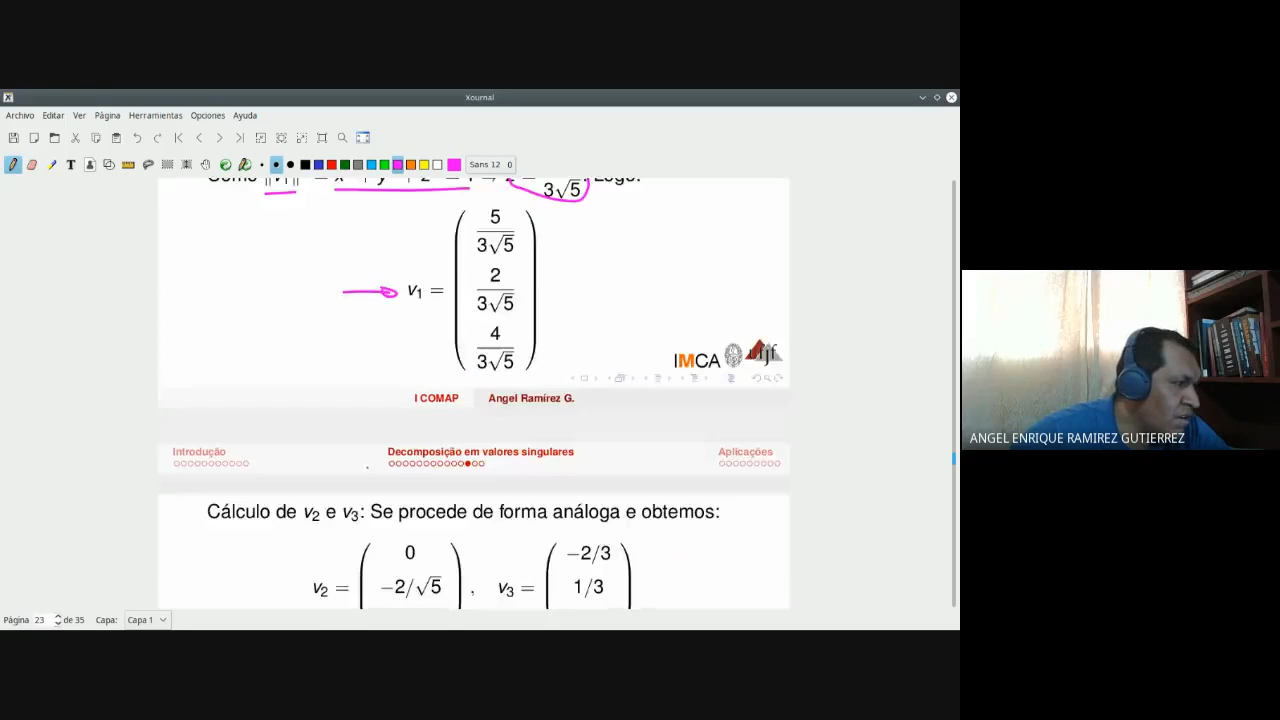 Xournal
Archivo Editar Ver Página Herramientas Opciones Ayuda
Sans 12 0
3√5
v1 =
5
3√5
2
3√5
4
3√5
IMCA ufjf
I COMAP Angel Ramírez G.
Introdução Decomposição em valores singulares Aplicações
Cálculo de v2 e v3: Se procede de forma análoga e obtemos:
v2 = ( 0 −2/√5 ) , v3 = ( −2/3 1/3 )
Página 23 de 35 Capa: Capa 1
ANGEL ENRIQUE RAMIREZ GUTIERREZ